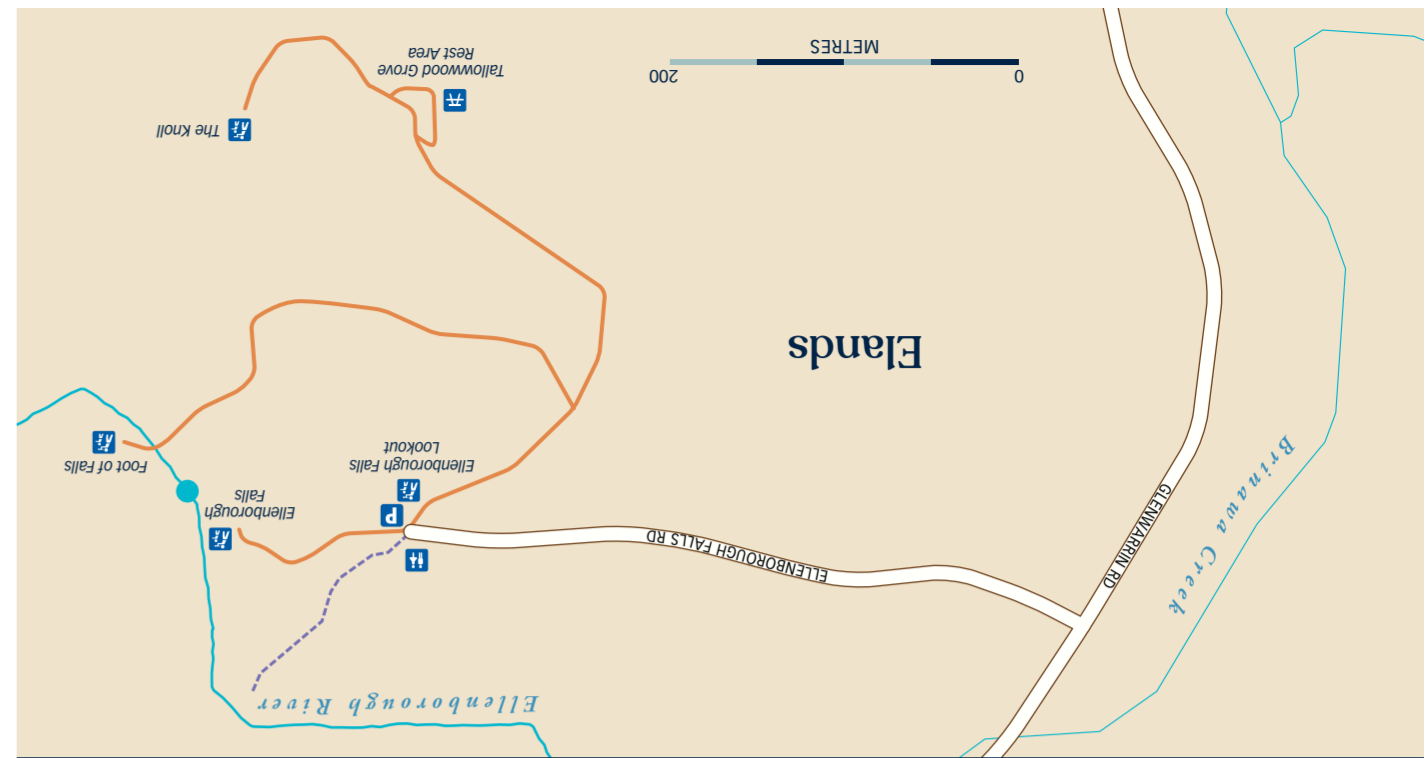 Ellenborough River
Brinawa Creek
GLENWARRIN RD
ELLENBOROUGH FALLS RD
P
Ellenborough
Falls
Ellenborough Falls
Lookout
Foot of Falls
Elands
The Knoll
0 200
METRES
Tallowwood Grove
Rest Area